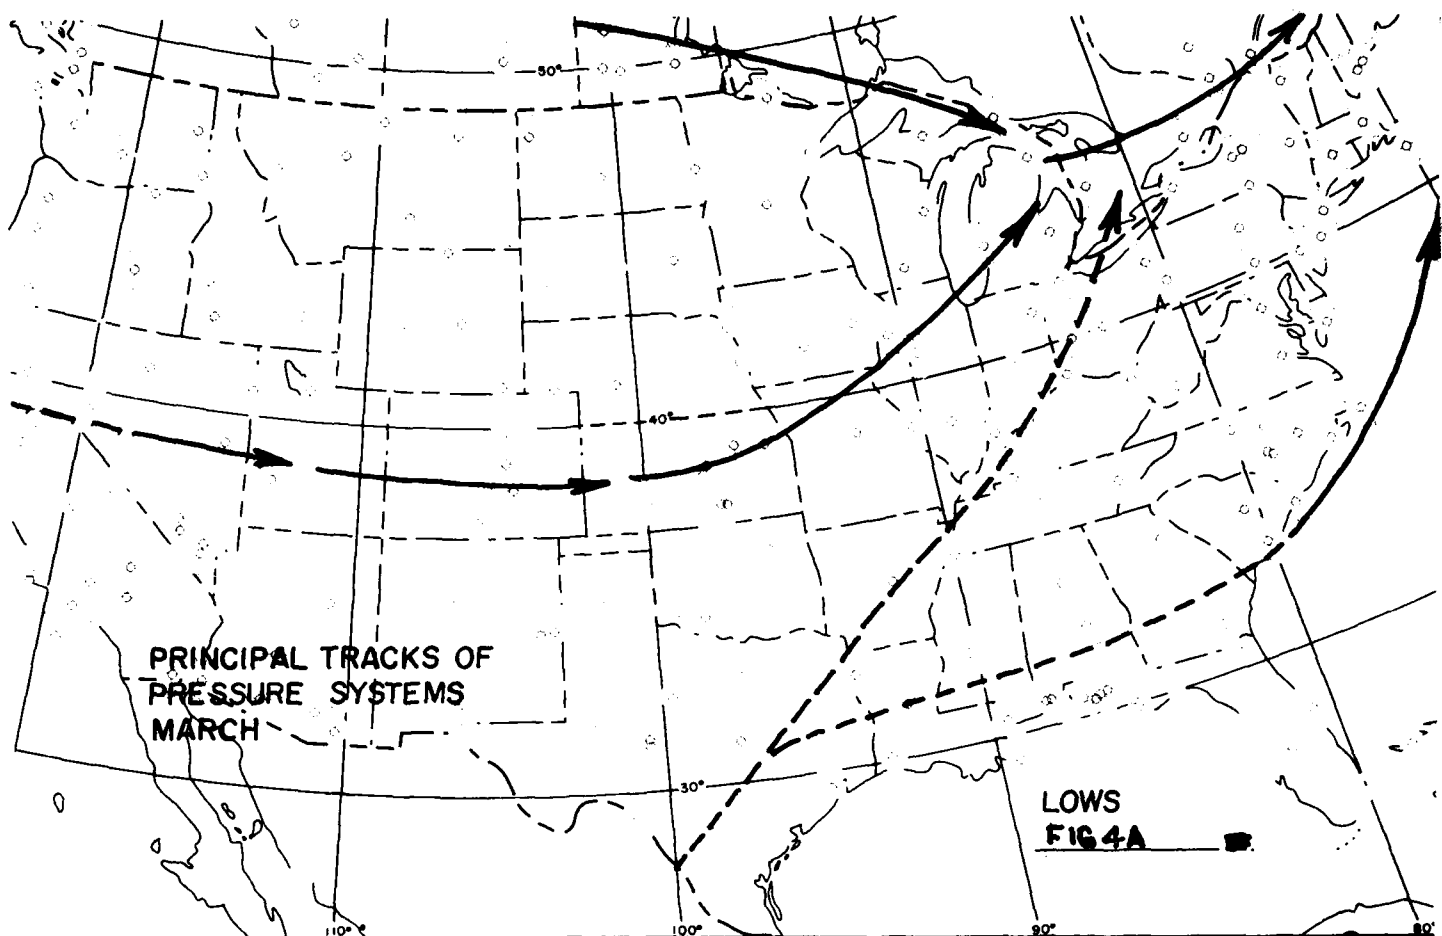 50°
40°
PRINCIPAL TRACKS OF
PRESSURE SYSTEMS
MARCH
30°
LOWS
FIG 4A
110°
100°
90°
80°